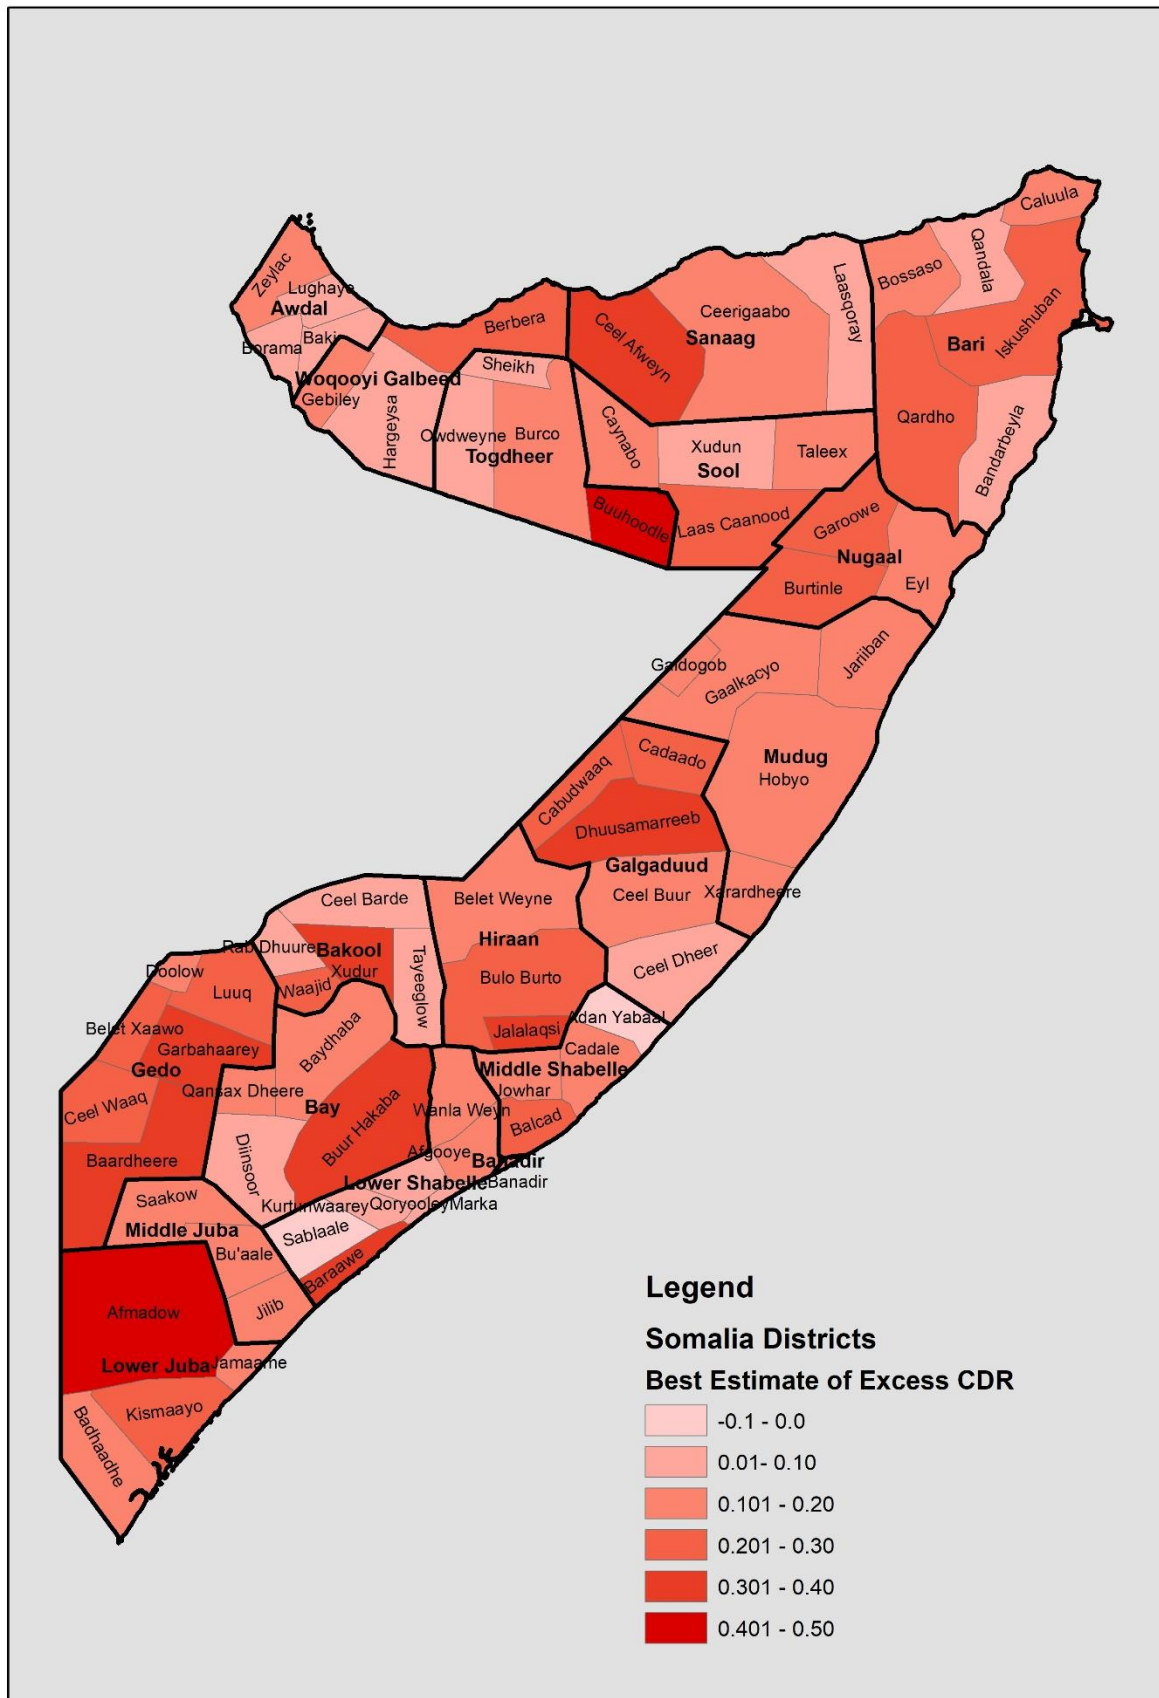 Caluula
Qandala
Bossaso
Iskushuban
Bari
Laasqoray
Ceerigaabo
Sanaag
Ceel Afweyn
Zeylac
Lughaye
Awdal
Baki
Borama
Berbera
Sheikh
Woqooyi Galbeed
Gebiley
Hargeysa
Owdweyne
Burco
Togdheer
Caynabo
Xudun
Sool
Taleex
Qardho
Bandarbeyla
Buuhoodle
Laas Caanood
Garoowe
Nugaal
Burtinle
Eyl
Jariiban
Galdogob
Gaalkacyo
Mudug
Hobyo
Cadaado
Cabudwaaq
Dhuusamarreeb
Galgaduud
Ceel Buur
Xarardheere
Ceel Barde
Belet Weyne
Hiraan
Rab Dhuure
Bakool
Xudur
Tayeeglow
Bulo Burto
Ceel Dheer
Doolow
Luuq
Waajid
Adan Yabaal
Jalalaqsi
Belet Xaawo
Garbahaarey
Gedo
Baydhaba
Cadale
Middle Shabelle
Jowhar
Qansax Dheere
Ceel Waaq
Bay
Buur Hakaba
Wanla Weyn
Balcad
Baardheere
Diinsoor
Afgooye
Banadir
Banadir
Lower Shabelle
Saakow
Kurtunwaarey
Qoryooley
Marka
Middle Juba
Sablaale
Bu'aale
Baraawe
Jilib
Afmadow
Lower Juba
Jamaame
Kismaayo
Badhaadhe
Legend
Somalia Districts
Best Estimate of Excess CDR
-0.1 - 0.0
0.01- 0.10
0.101 - 0.20
0.201 - 0.30
0.301 - 0.40
0.401 - 0.50